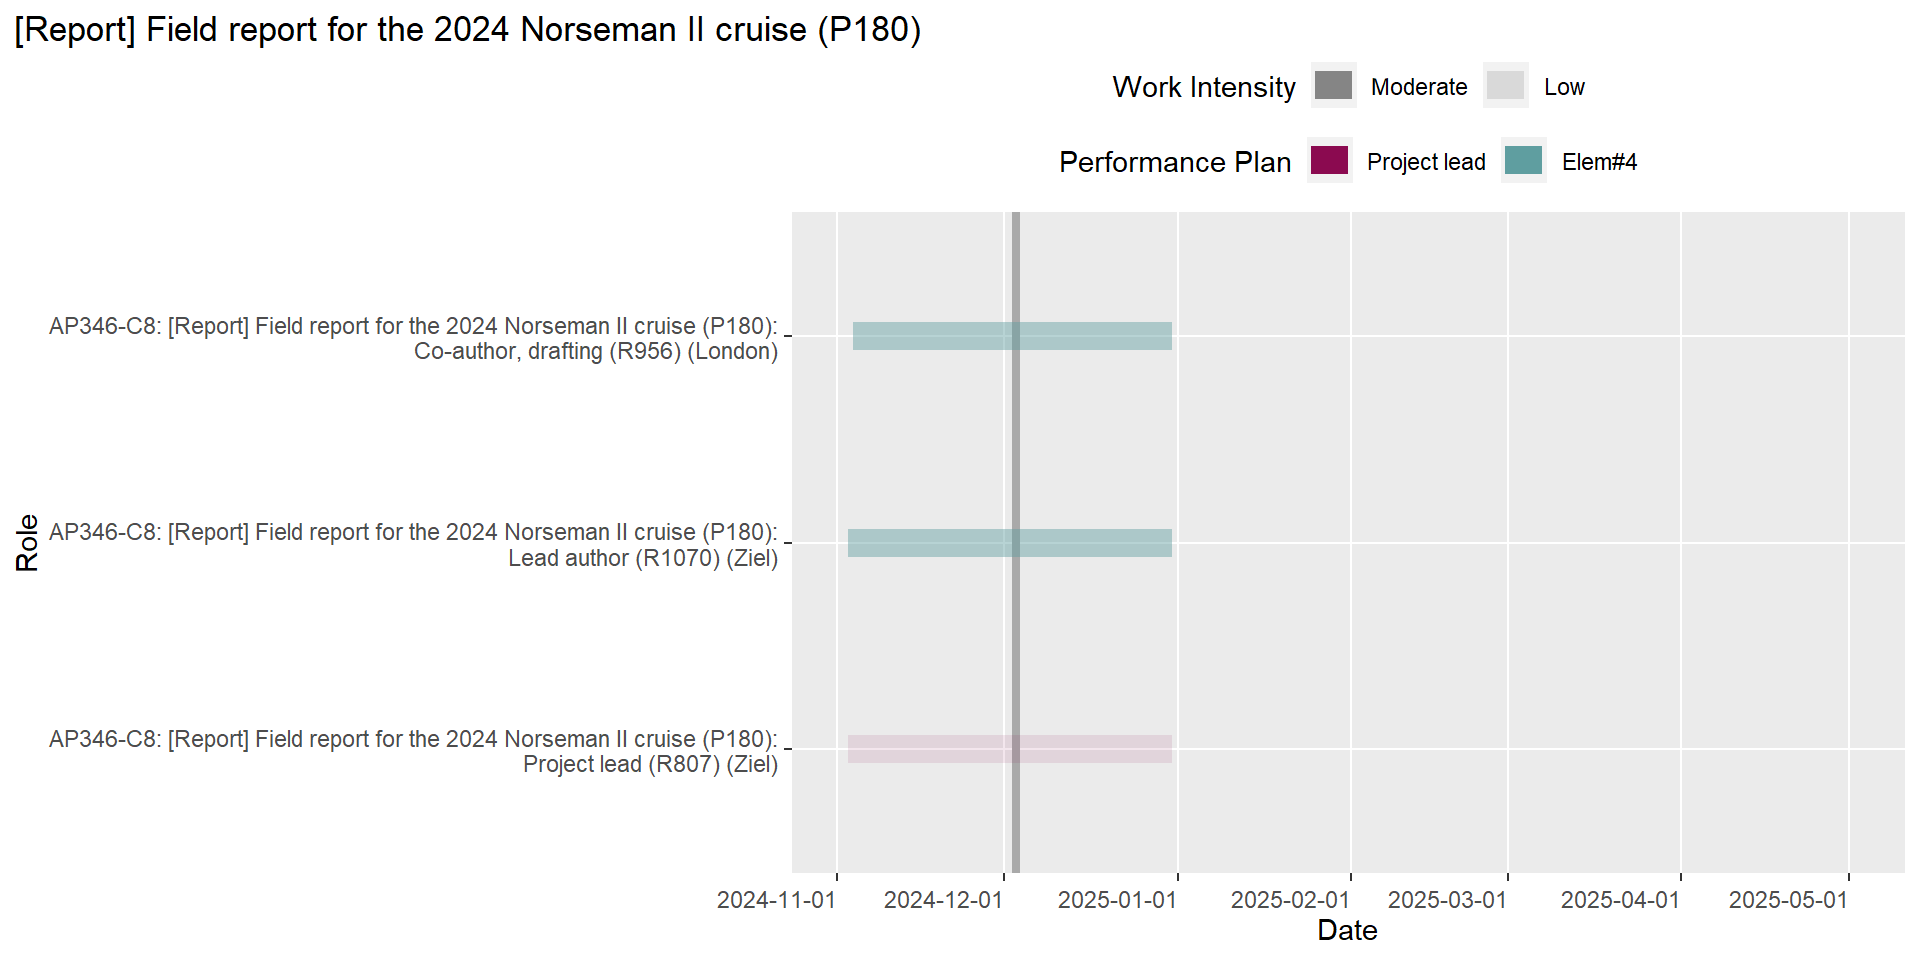 [Report] Field report for the 2024 Norseman II cruise (P180)
Work Intensity Moderate Low
Performance Plan Project lead Elem#4
Role
AP346-C8: [Report] Field report for the 2024 Norseman II cruise (P180):
Co-author, drafting (R956) (London)
AP346-C8: [Report] Field report for the 2024 Norseman II cruise (P180):
Lead author (R1070) (Ziel)
AP346-C8: [Report] Field report for the 2024 Norseman II cruise (P180):
Project lead (R807) (Ziel)
2024-11-01 2024-12-01 2025-01-01 2025-02-01 2025-03-01 2025-04-01 2025-05-01
Date